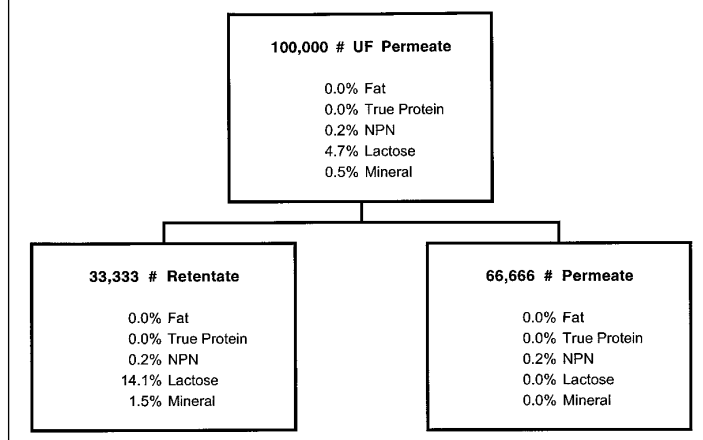 100,000 # UF Permeate
0.0% Fat
0.0% True Protein
0.2% NPN
4.7% Lactose
0.5% Mineral
33,333 # Retentate
0.0% Fat
0.0% True Protein
0.2% NPN
14.1% Lactose
1.5% Mineral
66,666 # Permeate
0.0% Fat
0.0% True Protein
0.2% NPN
0.0% Lactose
0.0% Mineral